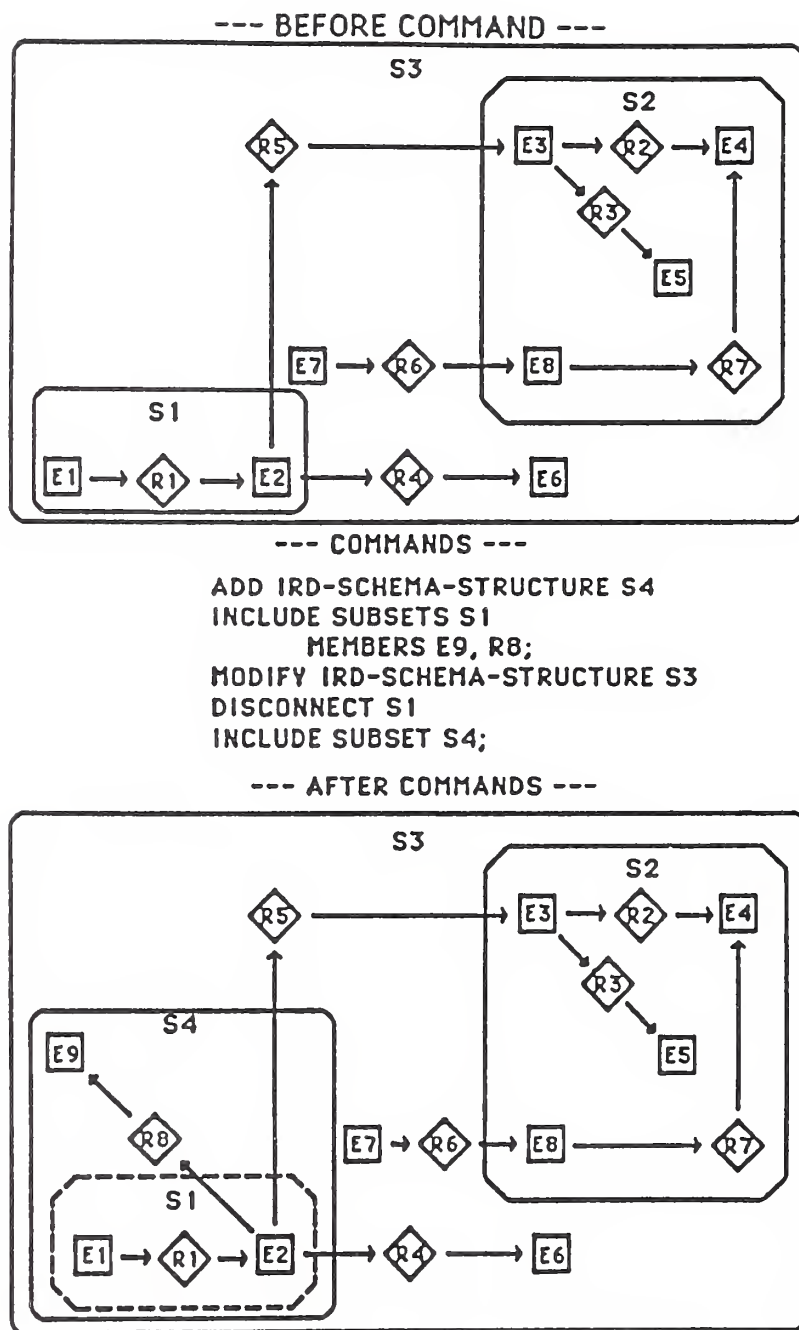 --- BEFORE COMMAND ---
S3
S2
R5
E3
R2
E4
R3
E5
E7
R6
E8
R7
S1
E1
R1
E2
R4
E6
--- COMMANDS ---
ADD IRD-SCHEMA-STRUCTURE S4
INCLUDE SUBSETS S1
MEMBERS E9, R8;
MODIFY IRD-SCHEMA-STRUCTURE S3
DISCONNECT S1
INCLUDE SUBSET S4;
--- AFTER COMMANDS ---
S3
S2
R5
E3
R2
E4
R3
S4
E9
E5
R8
E7
R6
E8
R7
S1
E1
R1
E2
R4
E6